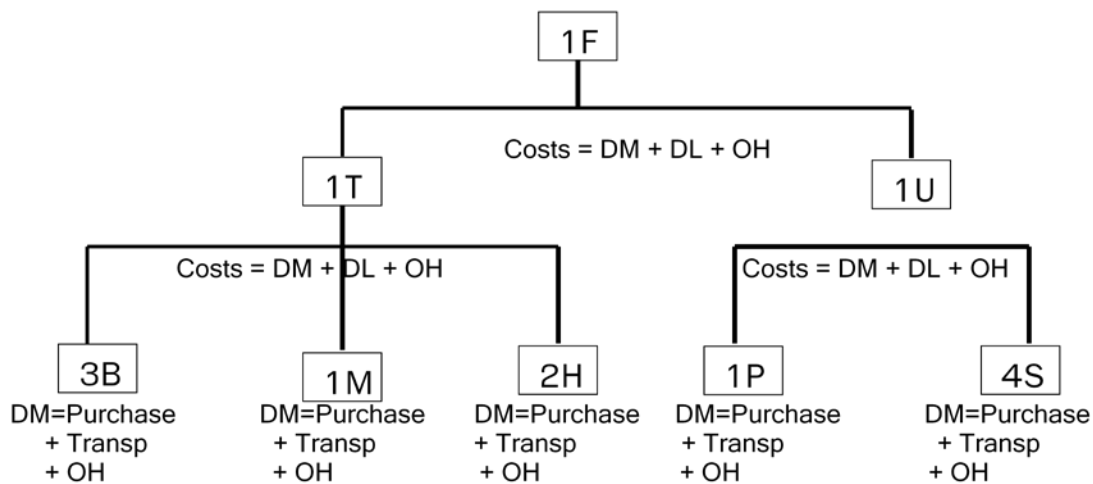 1F
Costs = DM + DL + OH
1T
1U
Costs = DM + DL + OH
Costs = DM + DL + OH
3B
1M
2H
1P
4S
DM=Purchase
+ Transp
+ OH
DM=Purchase
+ Transp
+ OH
DM=Purchase
+ Transp
+ OH
DM=Purchase
+ Transp
+ OH
DM=Purchase
+ Transp
+ OH